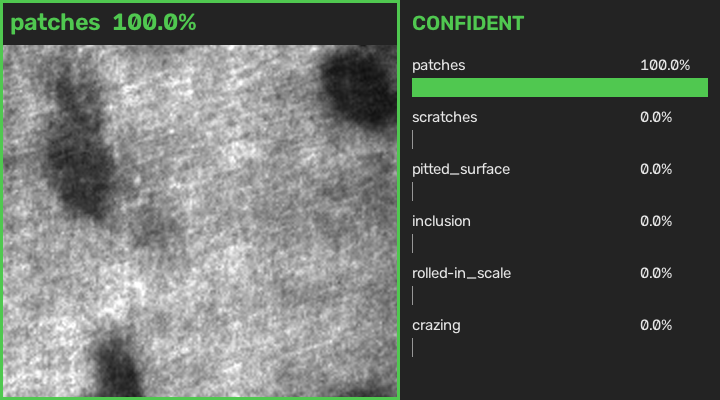 patches 100.0%
CONFIDENT
patches 100.0%
scratches 0.0%
pitted_surface 0.0%
inclusion 0.0%
rolled-in_scale 0.0%
crazing 0.0%